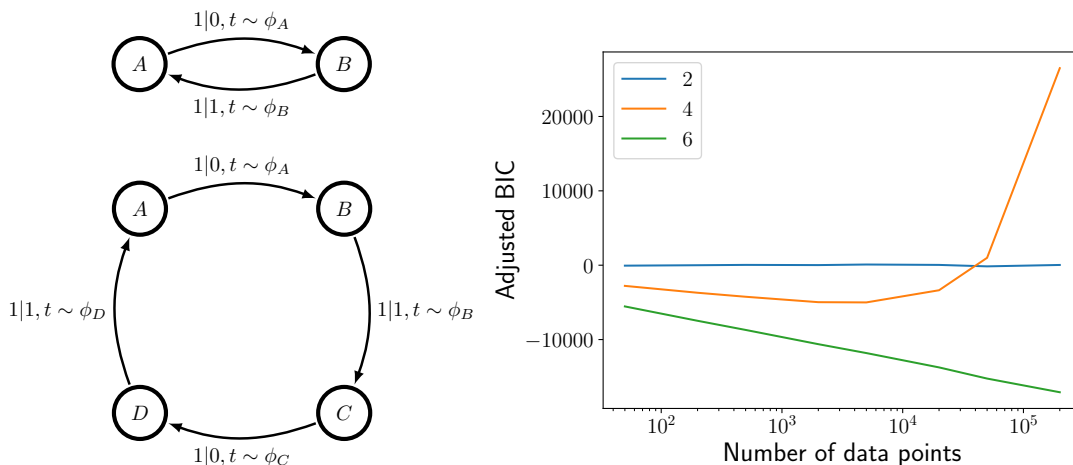 1|0, t ∼ ϕ_A
A
B
1|1, t ∼ ϕ_B
1|0, t ∼ ϕ_A
A
B
1|1, t ∼ ϕ_D
1|1, t ∼ ϕ_B
D
C
1|0, t ∼ ϕ_C
2
4
6
20000
10000
0
−10000
Adjusted BIC
10^2
10^3
10^4
10^5
Number of data points